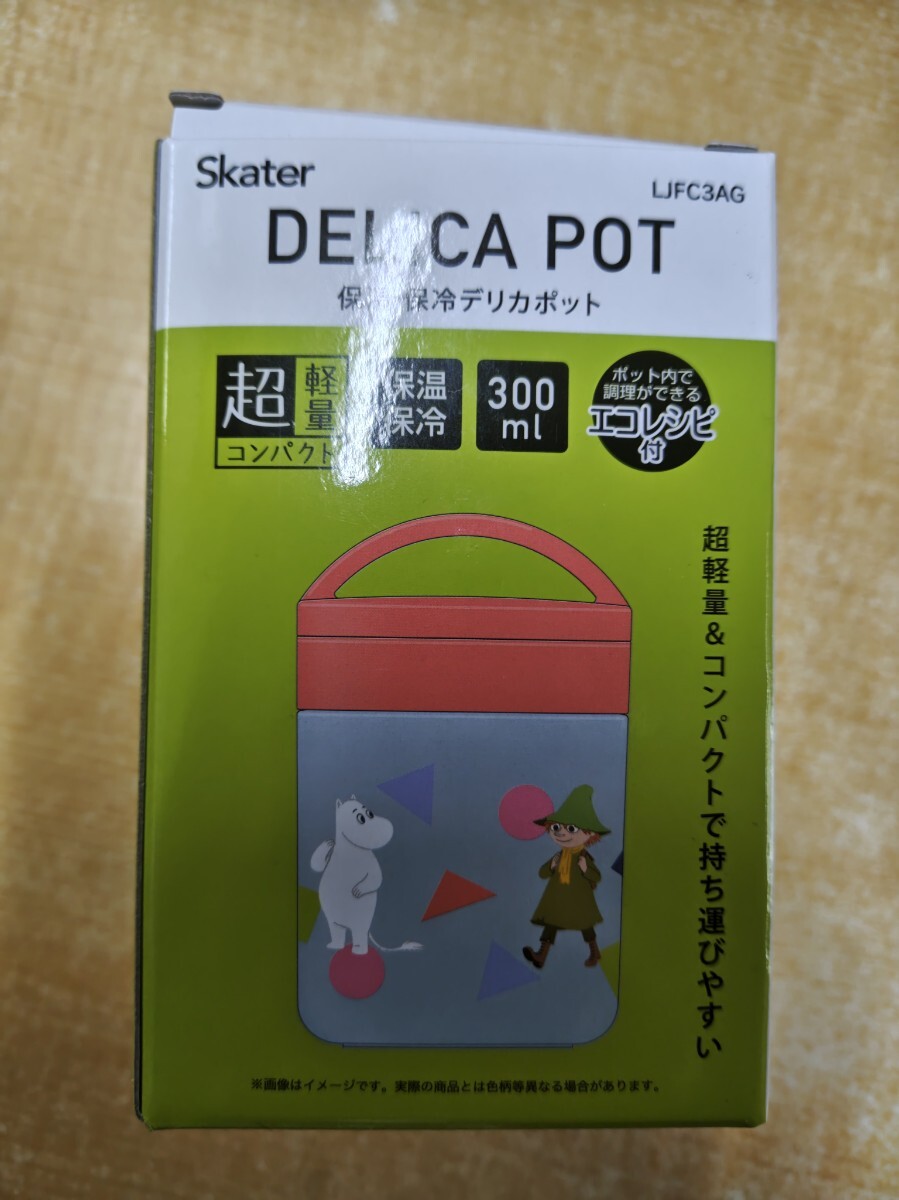 Skater
LJFC3AG
DELICA POT
保温 保冷デリカポット
超軽量
コンパクト
保温
保冷
300
ml
ポット内で
調理ができる
エコレシピ
付
超軽量&コンパクトで持ち運びやすい
※画像はイメージです。実際の商品とは色柄等異なる場合があります。